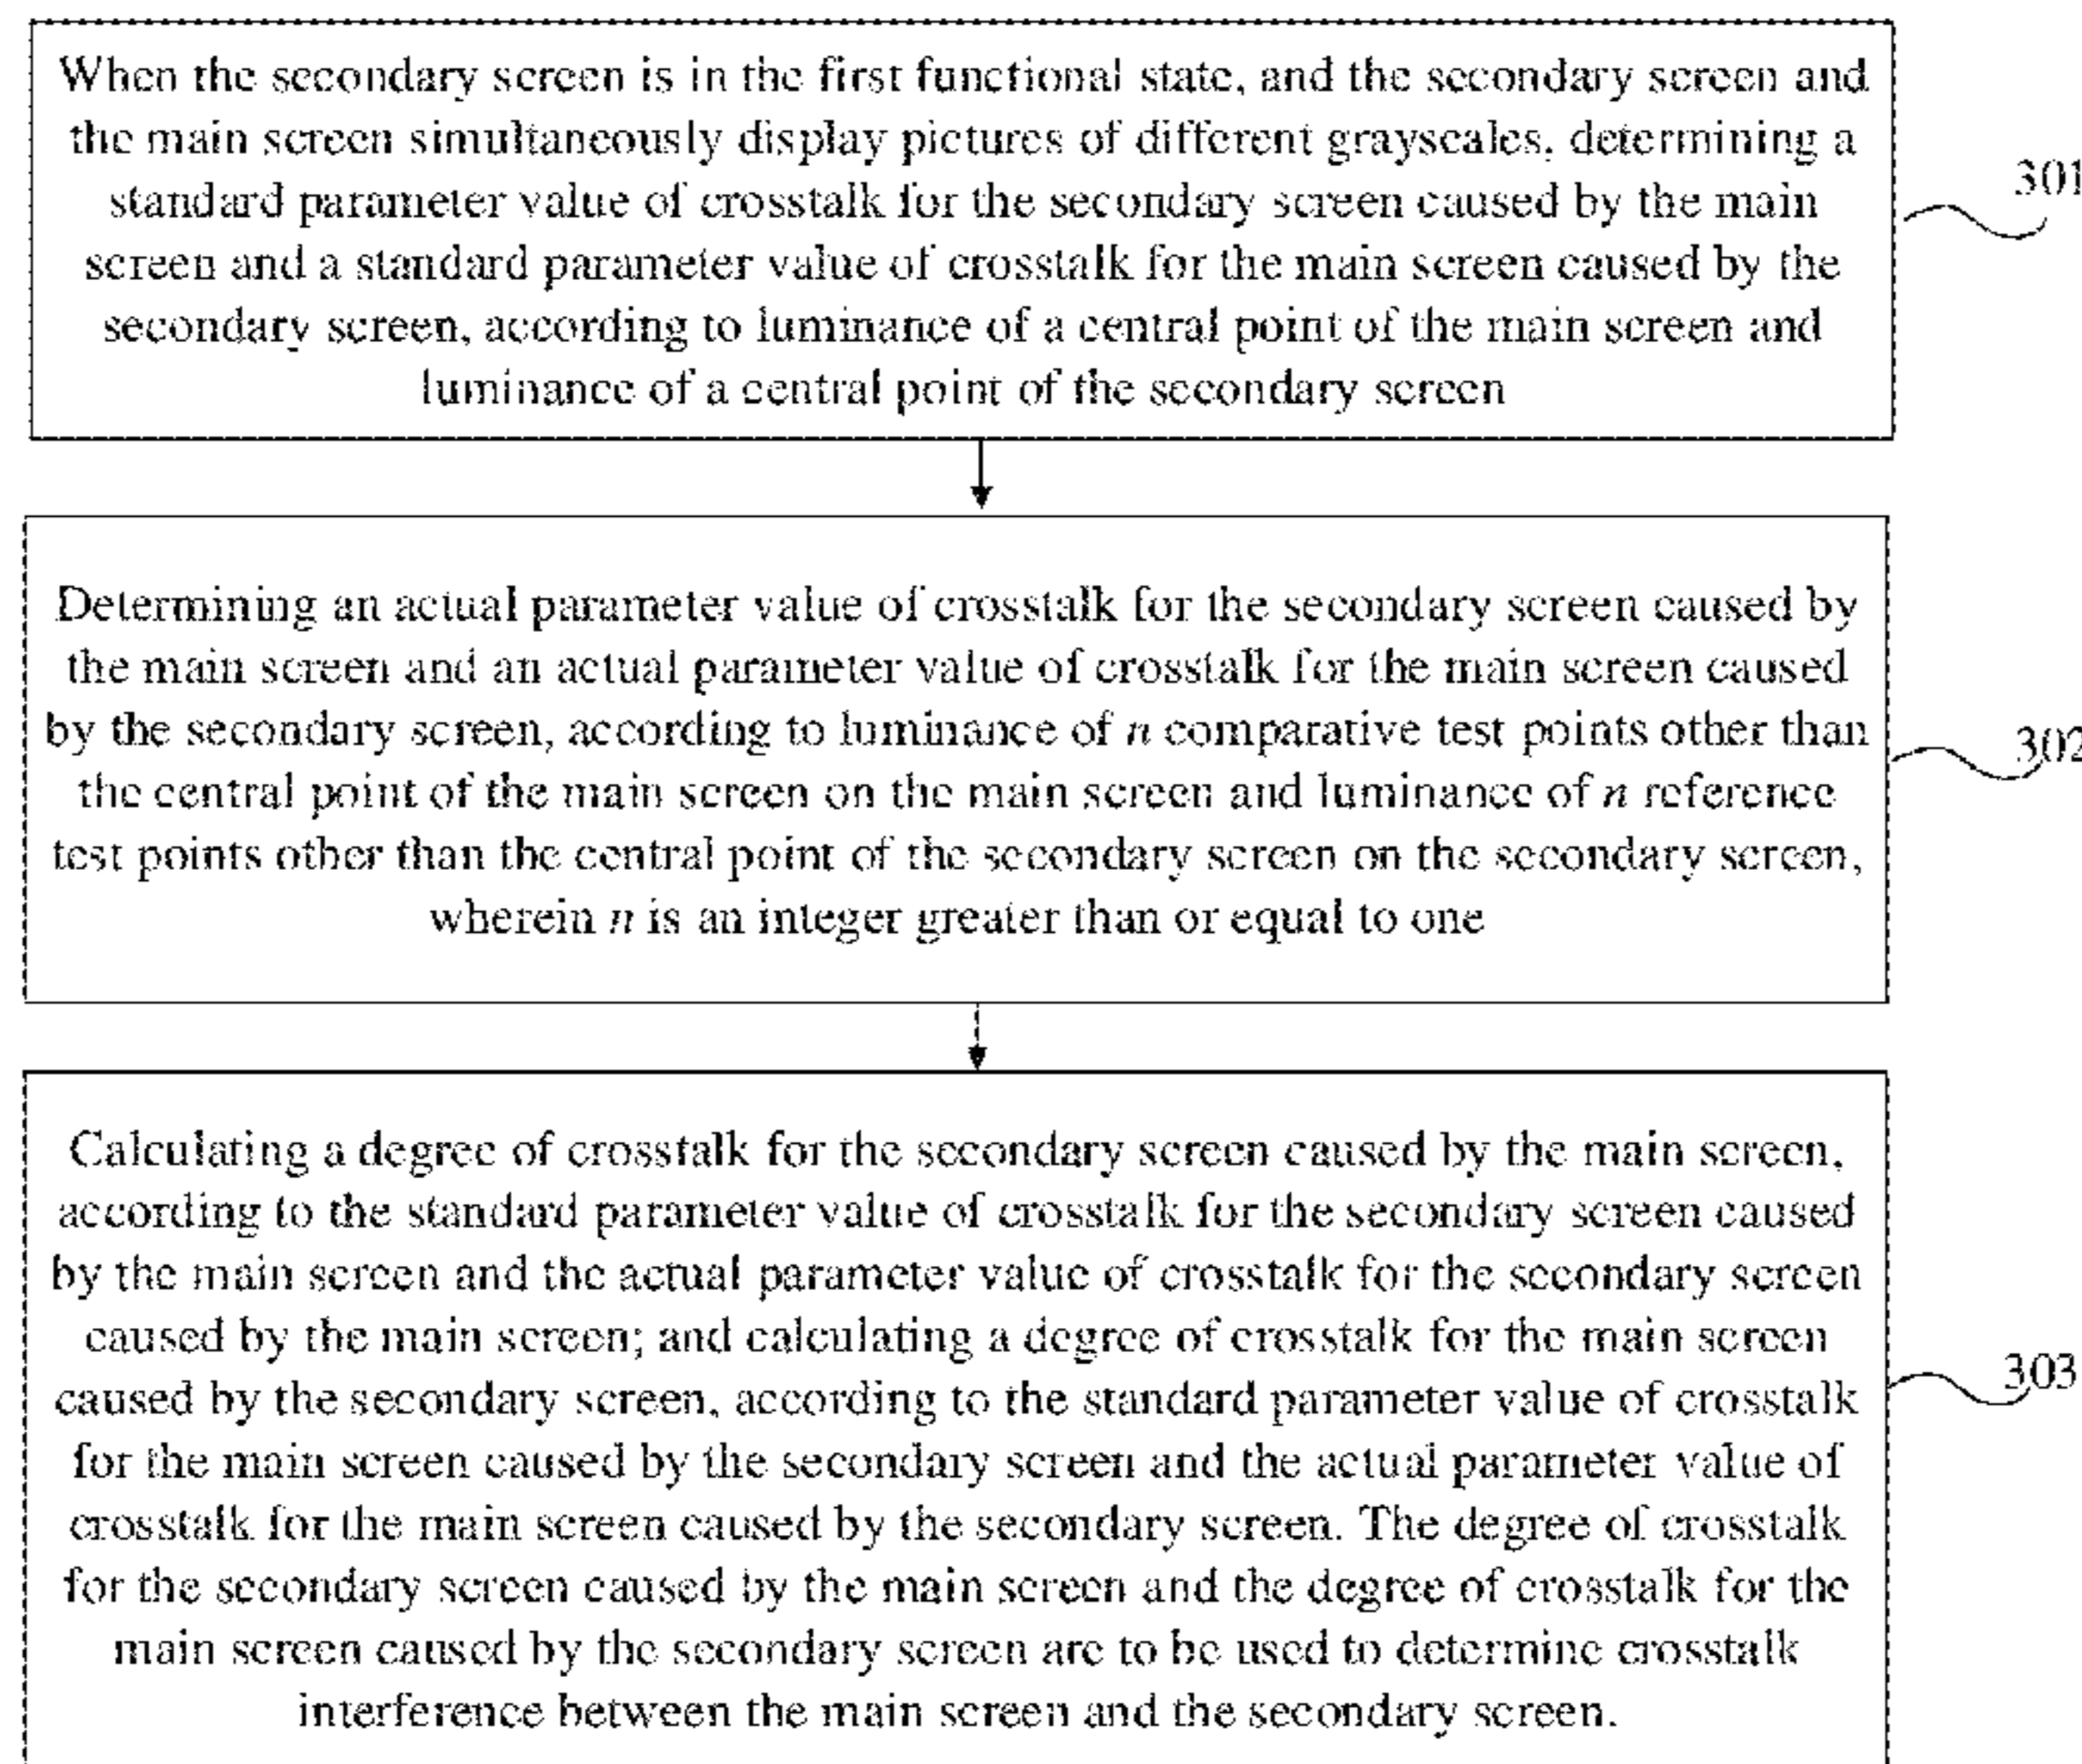 When the secondary screen is in the first functional state, and the secondary screen and
the main screen simultaneously display pictures of different grayscales, determining a
standard parameter value of crosstalk for the secondary screen caused by the main
screen and a standard parameter value of crosstalk for the main screen caused by the
secondary screen, according to luminance of a central point of the main screen and
luminance of a central point of the secondary screen
301
Determining an actual parameter value of crosstalk for the secondary screen caused by
the main screen and an actual parameter value of crosstalk for the main screen caused
by the secondary screen, according to luminance of n comparative test points other than
the central point of the main screen on the main screen and luminance of n reference
test points other than the central point of the secondary screen on the secondary screen,
wherein n is an integer greater than or equal to one
302
Calculating a degree of crosstalk for the secondary screen caused by the main screen,
according to the standard parameter value of crosstalk for the secondary screen caused
by the main screen and the actual parameter value of crosstalk for the secondary screen
caused by the main screen; and calculating a degree of crosstalk for the main screen
caused by the secondary screen, according to the standard parameter value of crosstalk
for the main screen caused by the secondary screen and the actual parameter value of
crosstalk for the main screen caused by the secondary screen. The degree of crosstalk
for the secondary screen caused by the main screen and the degree of crosstalk for the
main screen caused by the secondary screen are to be used to determine crosstalk
interference between the main screen and the secondary screen.
303